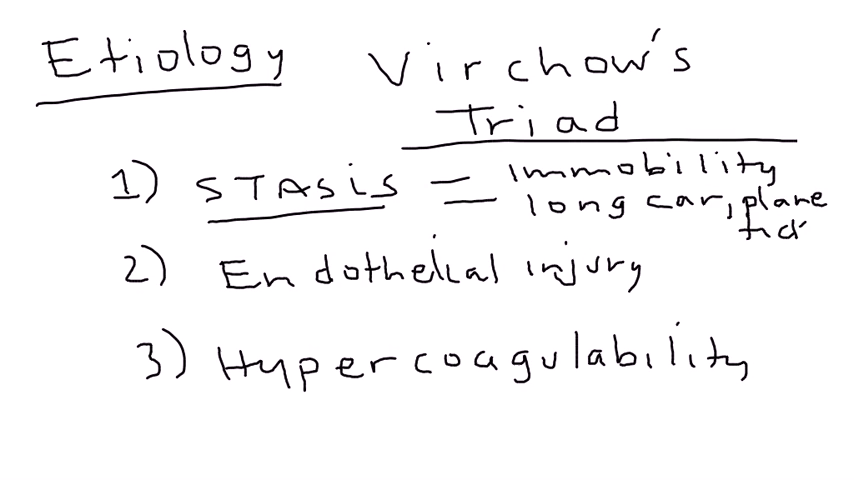 Etiology Virchow's
Triad
1) STASIS = immobility
long car, plane
2) Endothelial injury
3) Hypercoagulability